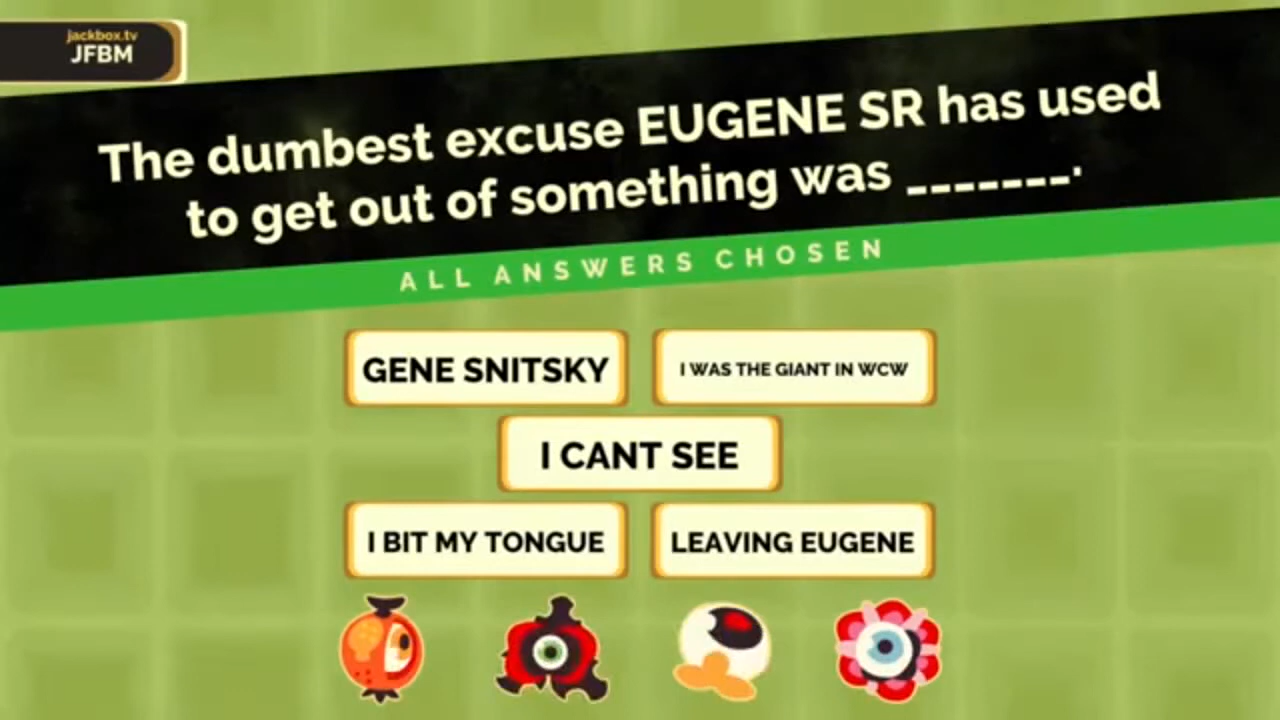 jackbox.tv
JFBM
The dumbest excuse EUGENE SR has used
to get out of something was _______.
ALL ANSWERS CHOSEN
GENE SNITSKY
I WAS THE GIANT IN WCW
I CANT SEE
I BIT MY TONGUE
LEAVING EUGENE